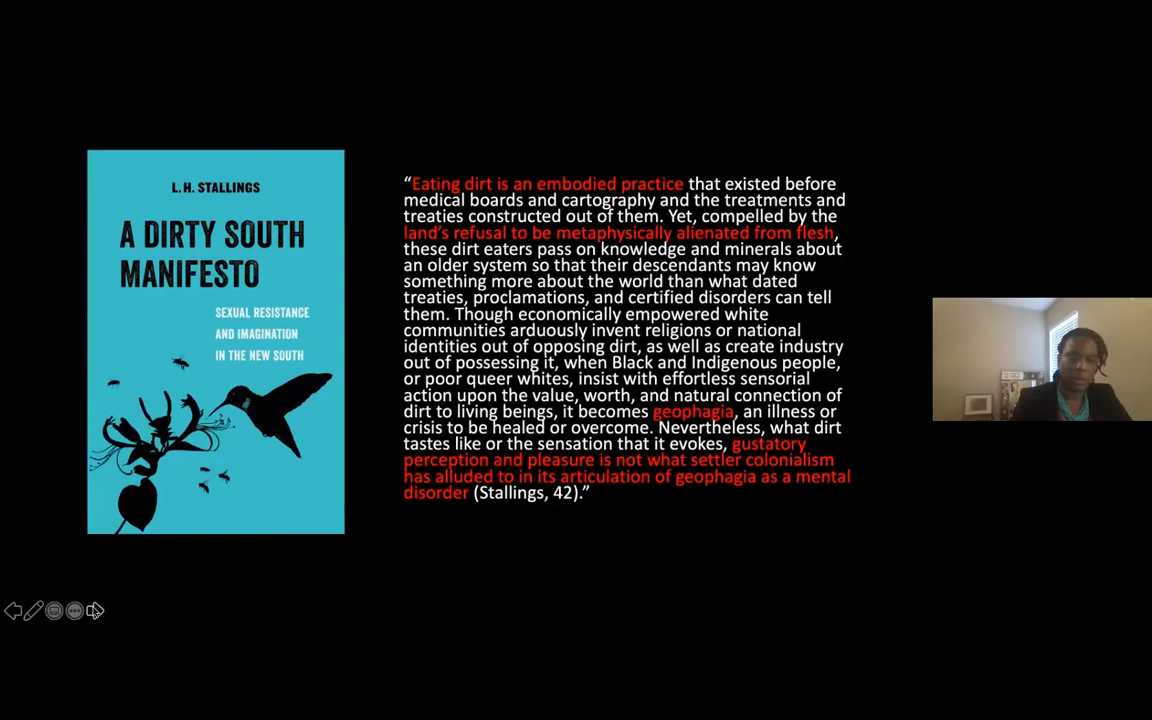 L. H. STALLINGS
A DIRTY SOUTH
MANIFESTO
SEXUAL RESISTANCE
AND IMAGINATION
IN THE NEW SOUTH
“Eating dirt is an embodied practice that existed before
medical boards and cartography and the treatments and
treaties constructed out of them. Yet, compelled by the
land’s refusal to be metaphysically alienated from flesh,
these dirt eaters pass on knowledge and minerals about
an older system so that their descendants may know
something more about the world than what dated
treaties, proclamations, and certified disorders can tell
them. Though economically empowered white
communities arduously invent religions or national
identities out of opposing dirt, as well as create industry
out of possessing it, when Black and Indigenous people,
or poor queer whites, insist with effortless sensorial
action upon the value, worth, and natural connection of
dirt to living beings, it becomes geophagia, an illness or
crisis to be healed or overcome. Nevertheless, what dirt
tastes like or the sensation that it evokes, gustatory
perception and pleasure is not what settler colonialism
has alluded to in its articulation of geophagia as a mental
disorder (Stallings, 42).”